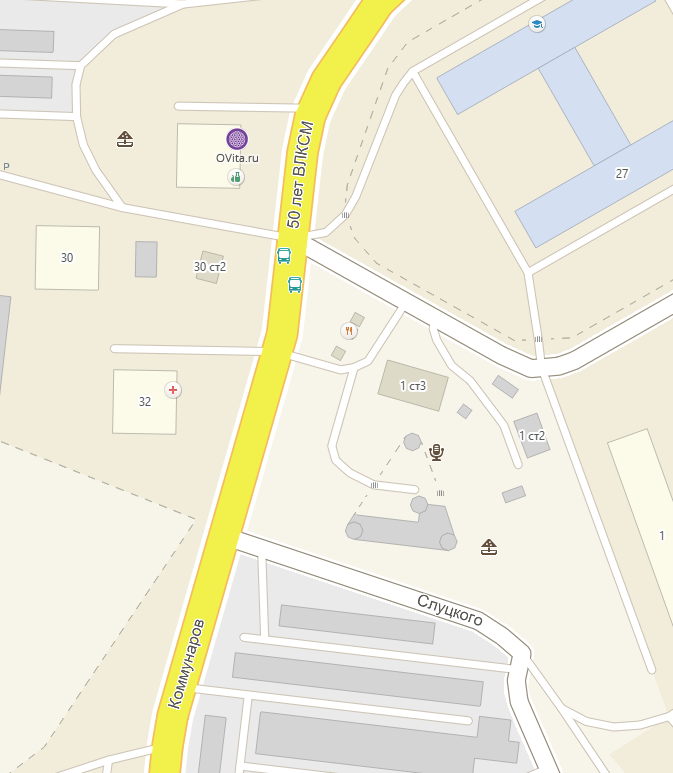 50 лет ВЛКСМ
OVita.ru
Р
27
30
30 ст2
1 ст3
32
1 ст2
1
Слуцкого
Коммунаров